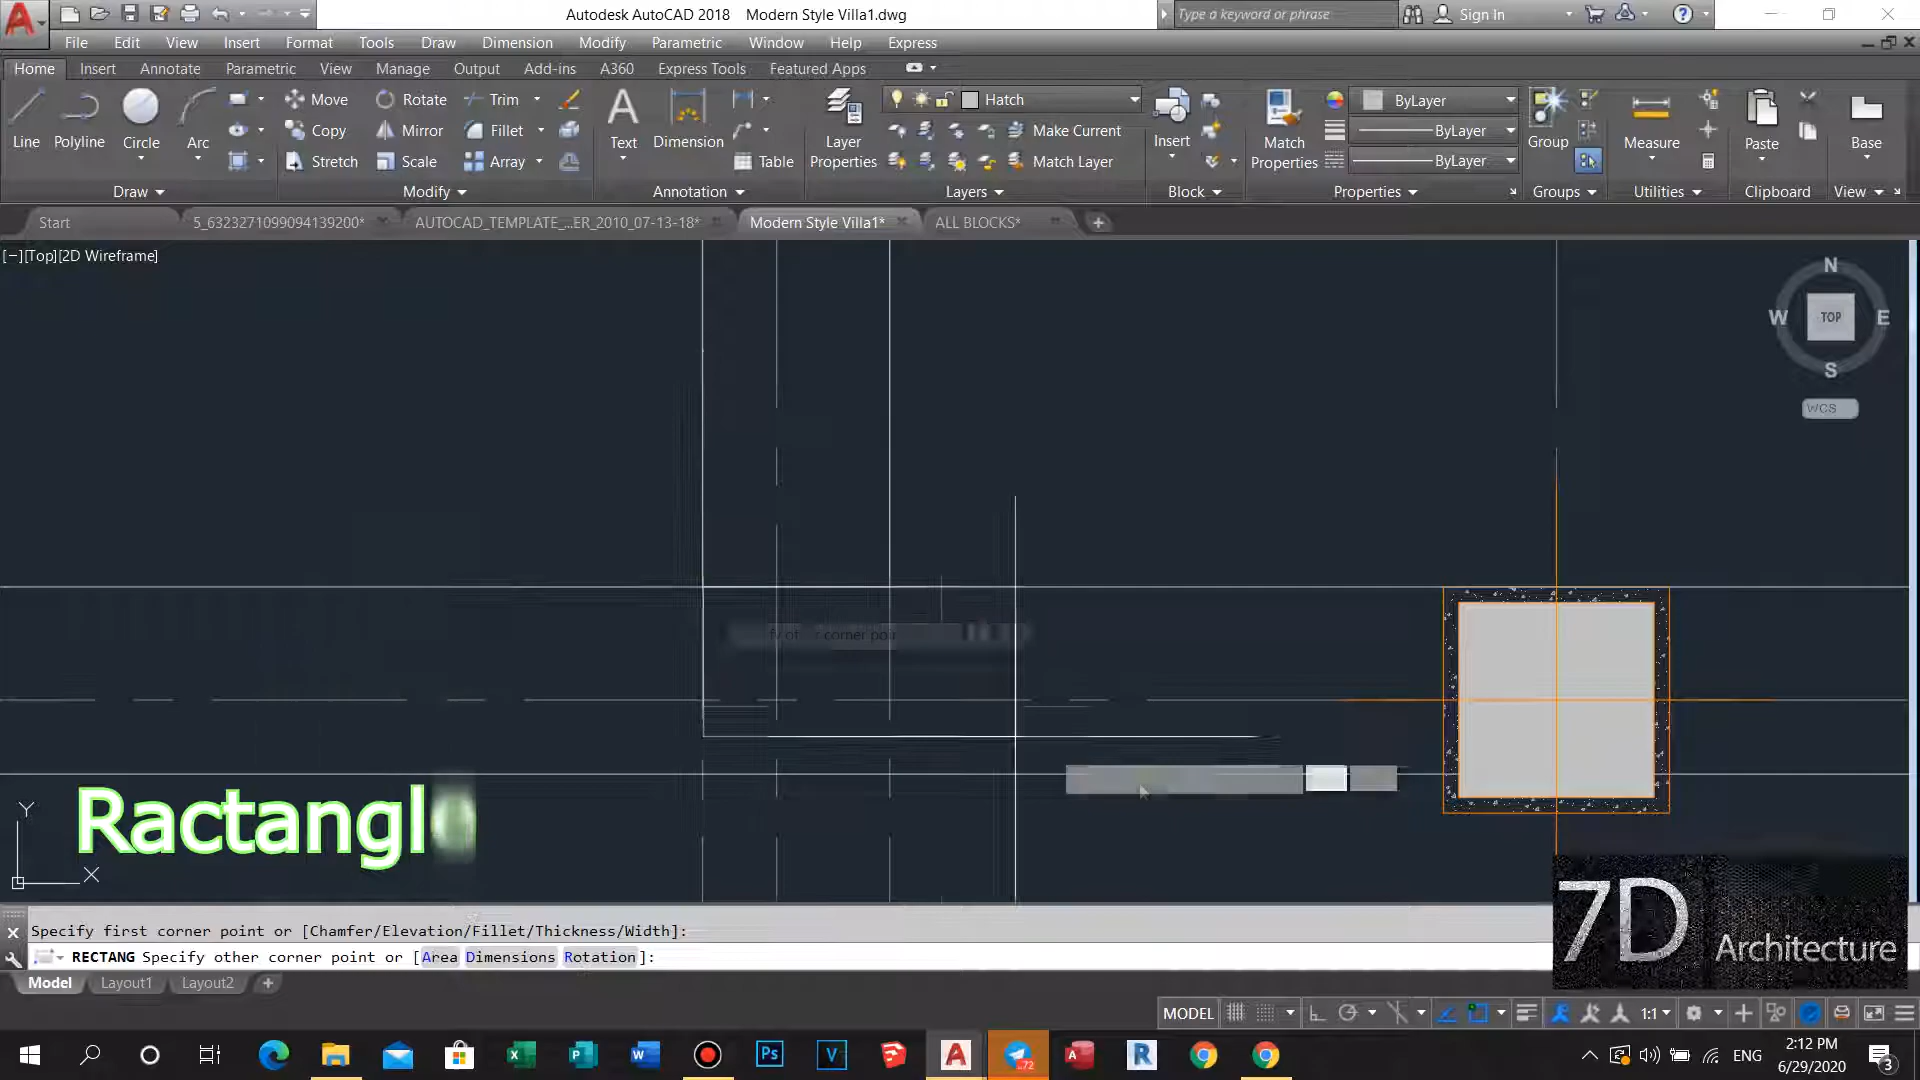 Autodesk AutoCAD 2018 Modern Style Villa1.dwg
Type a keyword or phrase
Sign In
File Edit View Insert Format Tools Draw Dimension Modify Parametric Window Help Express
Home Insert Annotate Parametric View Manage Output Add-ins A360 Express Tools Featured Apps
Line Polyline Circle Arc
Move Rotate Trim
Copy Mirror Fillet
Stretch Scale Array
Text Dimension Table
Layer Properties
Hatch
Make Current
Match Layer
Insert
Match Properties
ByLayer
ByLayer
ByLayer
Group Measure Paste Base
Draw Modify Annotation Layers Block Properties Groups Utilities Clipboard View
Start 5_6323271099094139200* AUTOCAD_TEMPLATE_...ER_2010_07-13-18* Modern Style Villa1* ALL BLOCKS*
[−][Top][2D Wireframe]
N
W TOP E
S
WCS
corner
Ractangl
Y
X
7D Architecture
Specify first corner point or [Chamfer/Elevation/Fillet/Thickness/Width]:
RECTANG Specify other corner point or [Area Dimensions Rotation]:
Model Layout1 Layout2
MODEL 1:1
72
ENG
2:12 PM
6/29/2020
3